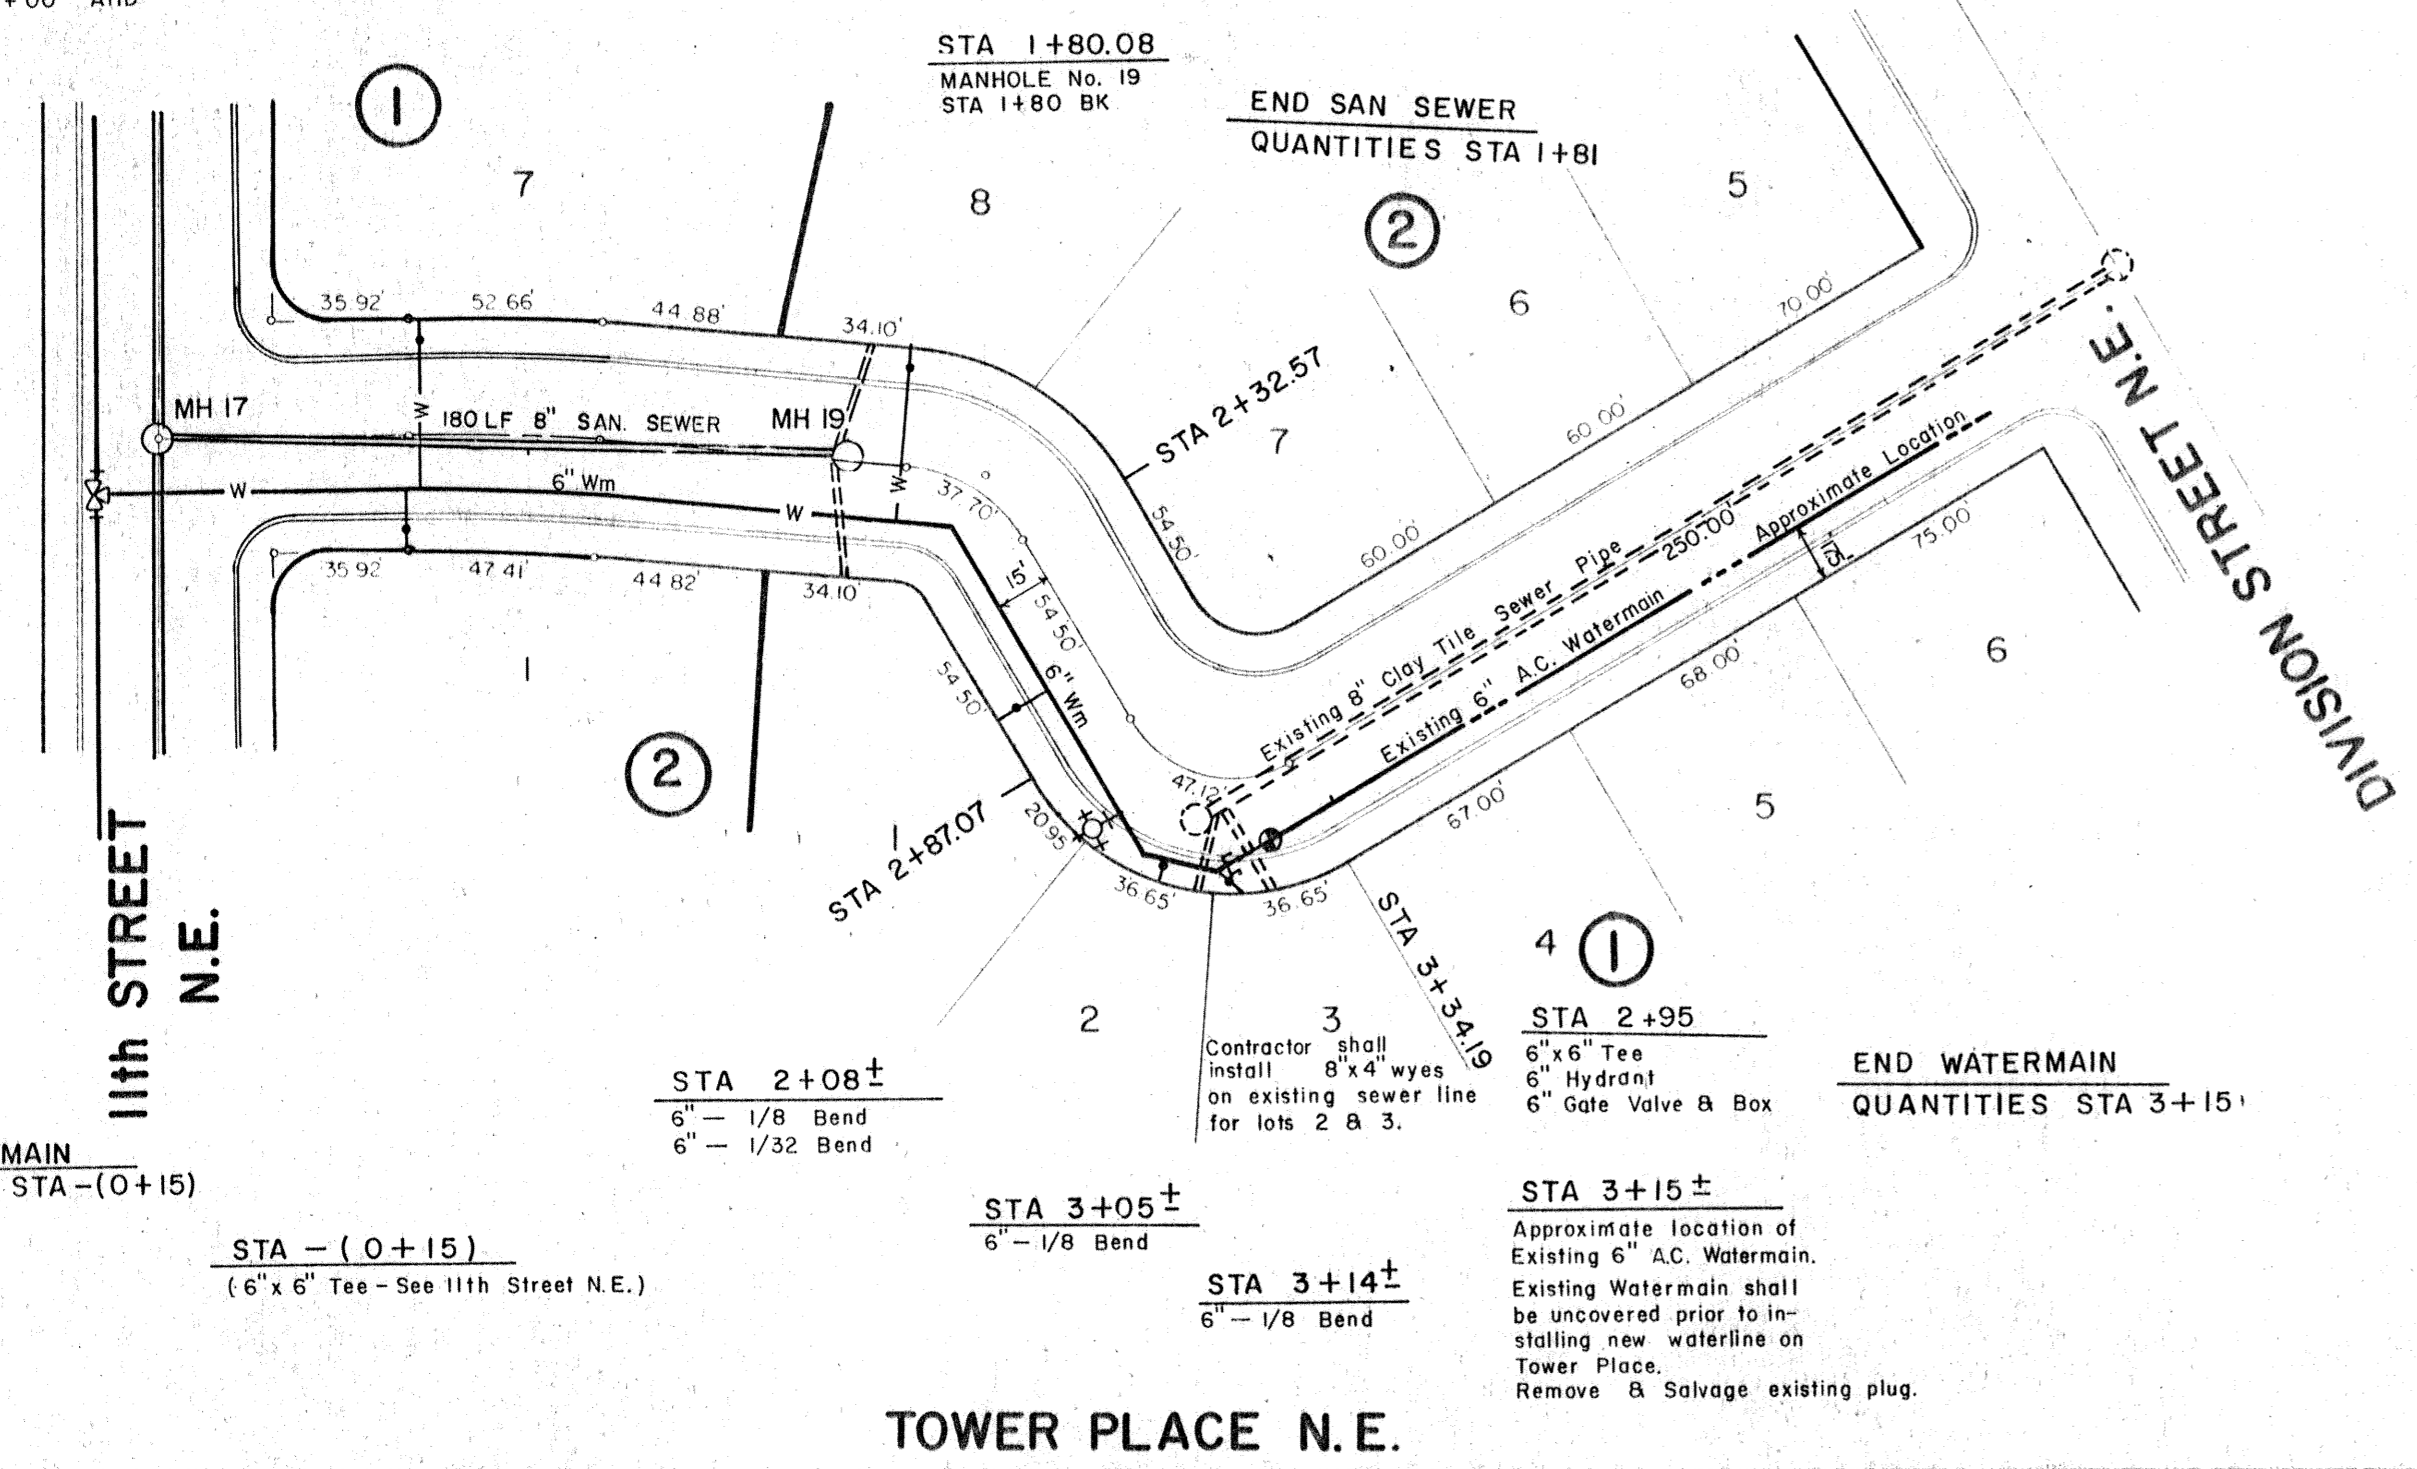 STA 1+80.08
MANHOLE No. 19
STA 1+80 BK
END SAN SEWER
QUANTITIES STA 1+81
1
7
8
2
5
6
7
35.92'
52.66'
44.88'
34.10'
STA 2+32.57
70.00'
60.00'
60.00'
54.50'
MH 17
180 LF 8" SAN. SEWER
MH 19
W
W
6" Wm
W
W
37.70'
15'
54.50'
6" Wm
35.92'
47.41'
44.82'
34.10'
54.50'
Existing 8" Clay Tile Sewer Pipe
250.00'
Approximate Location
Existing 6" A.C. Watermain
15'
75.00'
68.00'
67.00'
47.12'
DIVISION STREET N.E.
1
2
STA 2+87.07
20.95'
36.65'
36.65'
STA 3+34.19
6
5
4
1
2
3
11th STREET
N.E.
Contractor shall
install 8"x4" wyes
on existing sewer line
for lots 2 & 3.
STA 2+95
6"x6" Tee
6" Hydrant
6" Gate Valve & Box
END WATERMAIN
QUANTITIES STA 3+15
STA 2+08±
6" — 1/8 Bend
6" — 1/32 Bend
MAIN
STA -(0+15)
STA -(0+15)
(6"x 6" Tee - See 11th Street N.E.)
STA 3+05±
6" - 1/8 Bend
STA 3+14±
6" — 1/8 Bend
STA 3+15±
Approximate location of
Existing 6" A.C. Watermain.
Existing Watermain shall
be uncovered prior to in-
stalling new waterline on
Tower Place.
Remove & Salvage existing plug.
TOWER PLACE N.E.